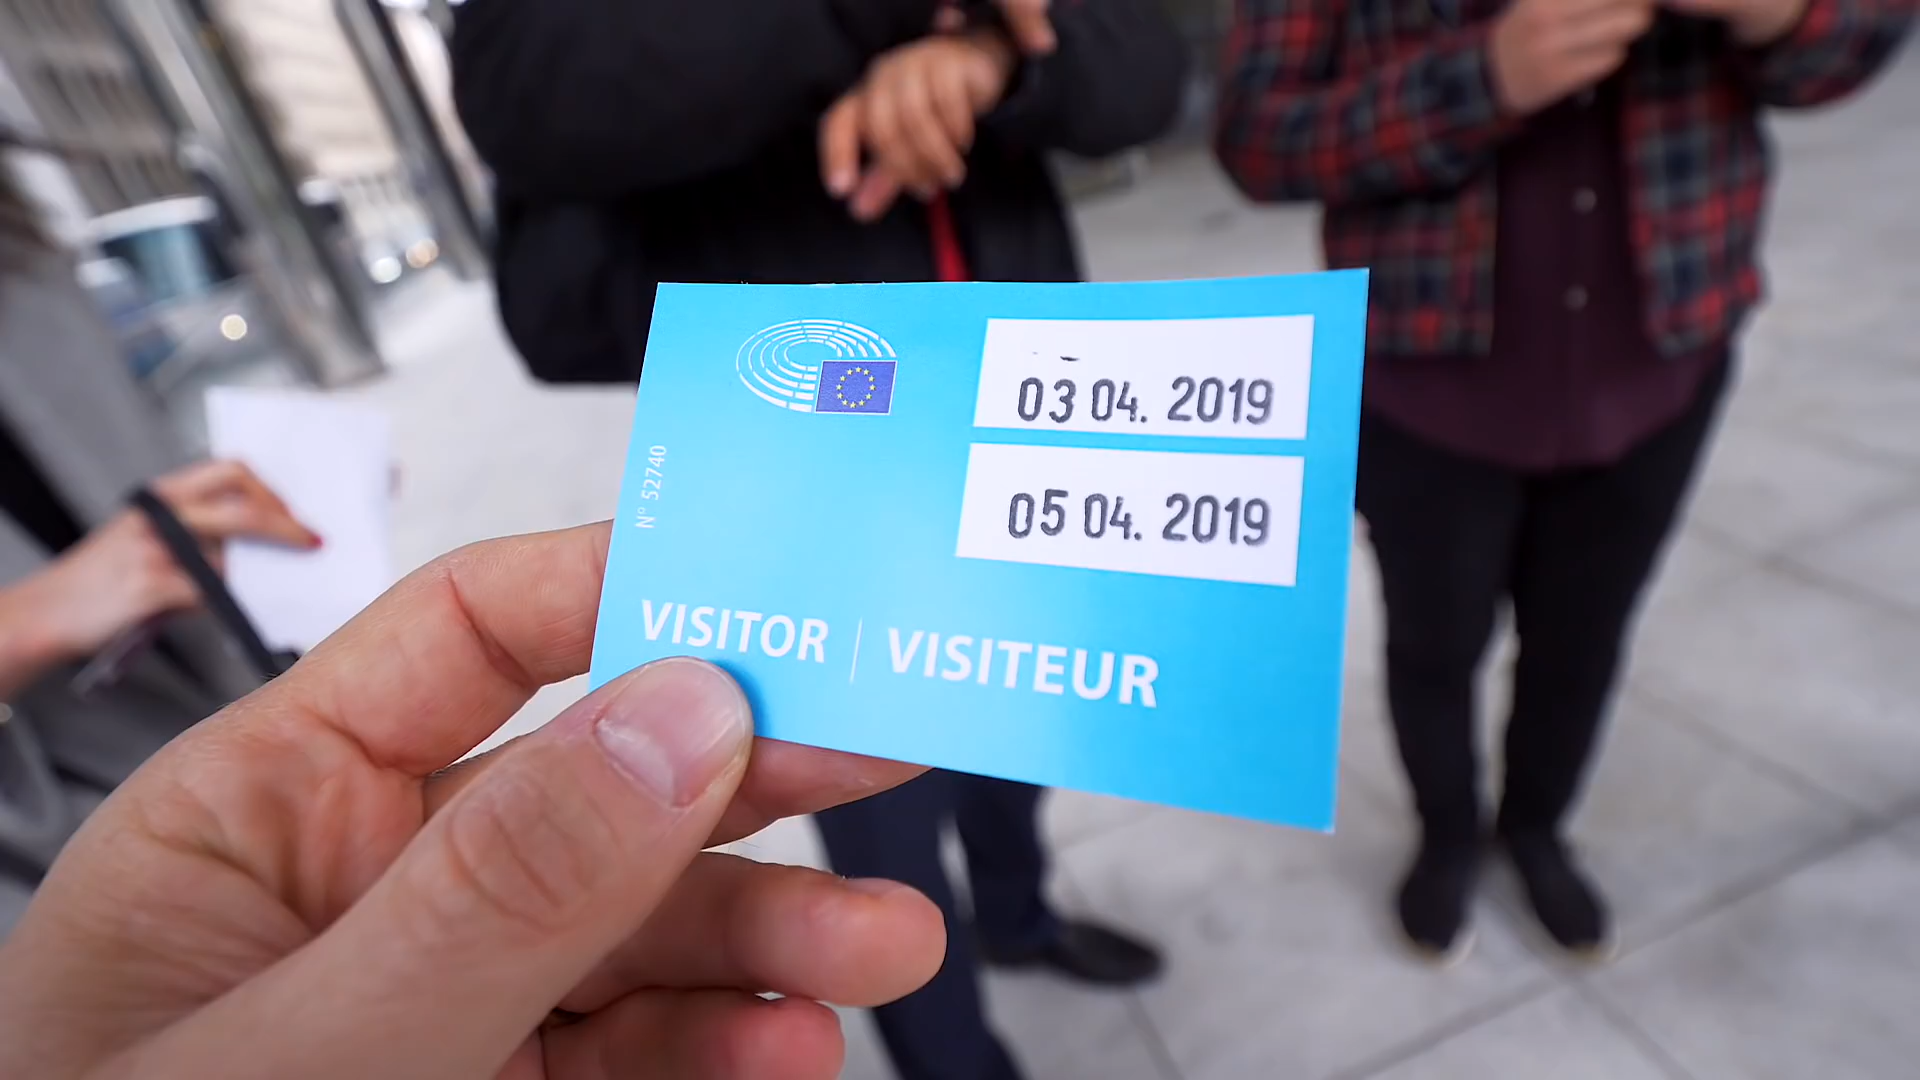 03 04. 2019
05 04. 2019
N° 52740
VISITOR | VISITEUR